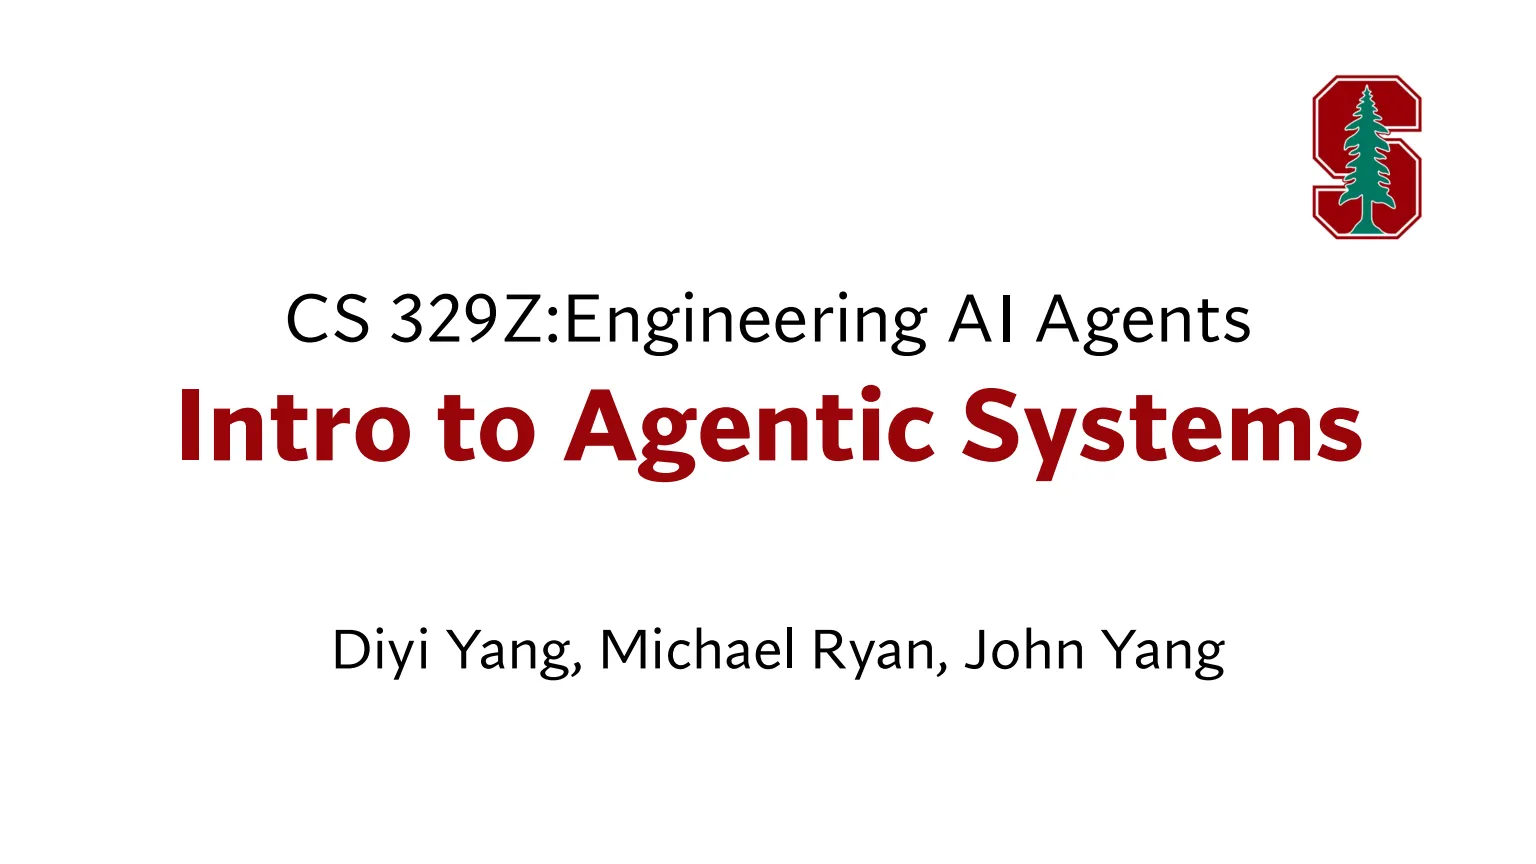 CS 329Z:Engineering AI Agents
Intro to Agentic Systems
Diyi Yang, Michael Ryan, John Yang